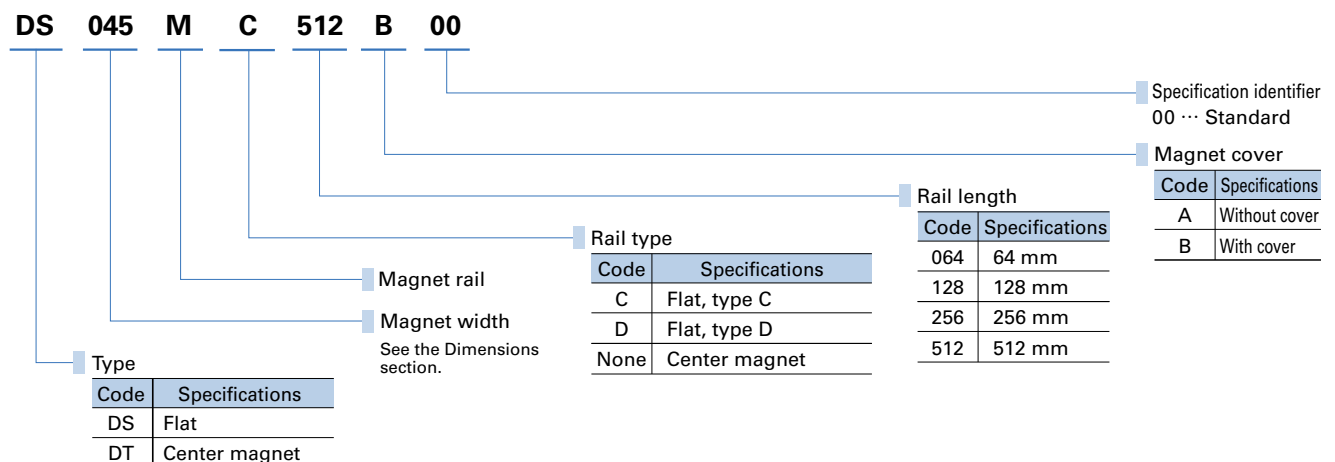 DS 045 M C 512 B 00
Specification identifier
00 ··· Standard
Magnet cover
Code Specifications
A Without cover
B With cover
Rail length
Code Specifications
064 64 mm
128 128 mm
256 256 mm
512 512 mm
Rail type
Code Specifications
C Flat, type C
D Flat, type D
None Center magnet
Magnet rail
Magnet width
See the Dimensions
section.
Type
Code Specifications
DS Flat
DT Center magnet